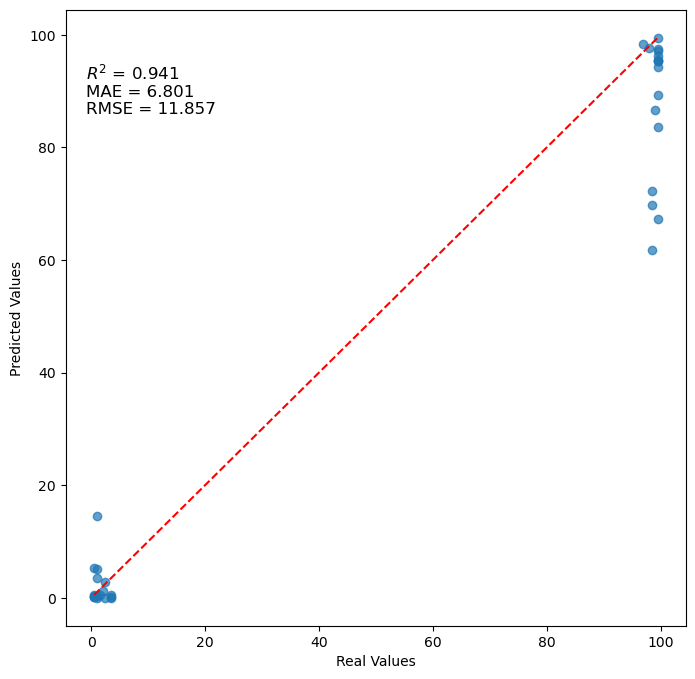 100
80
60
40
20
0
Predicted Values
R² = 0.941
MAE = 6.801
RMSE = 11.857
0 20 40 60 80 100
Real Values